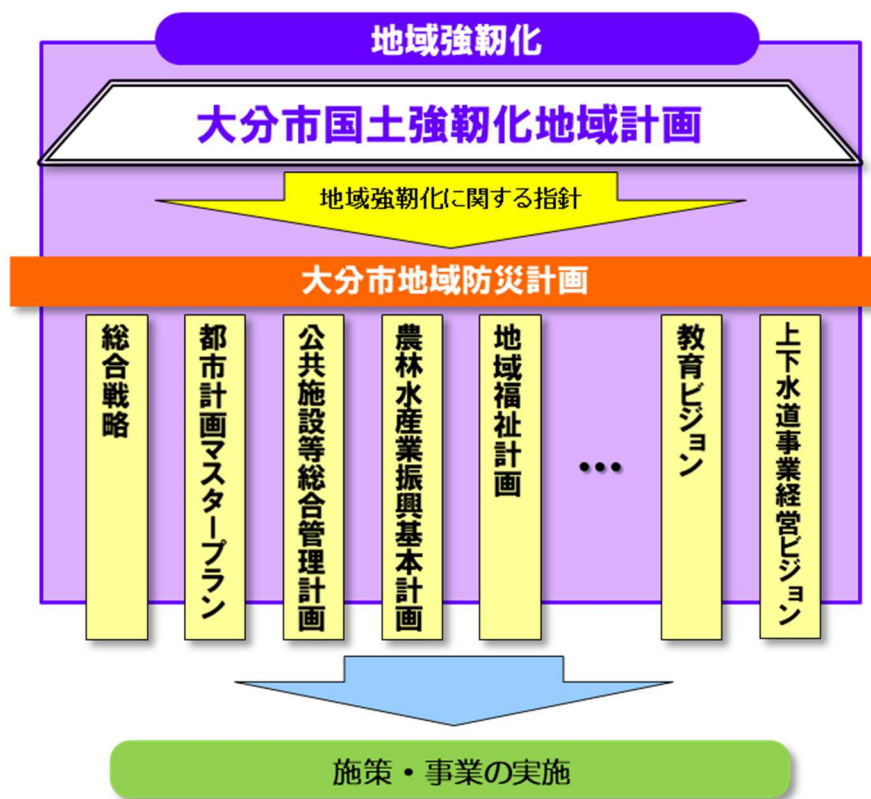 地域強靭化
大分市国土強靭化地域計画
地域強靭化に関する指針
大分市地域防災計画
総合戦略
都市計画マスタープラン
公共施設等総合管理計画
農林水産業振興基本計画
地域福祉計画
…
教育ビジョン
上下水道事業経営ビジョン
施策・事業の実施